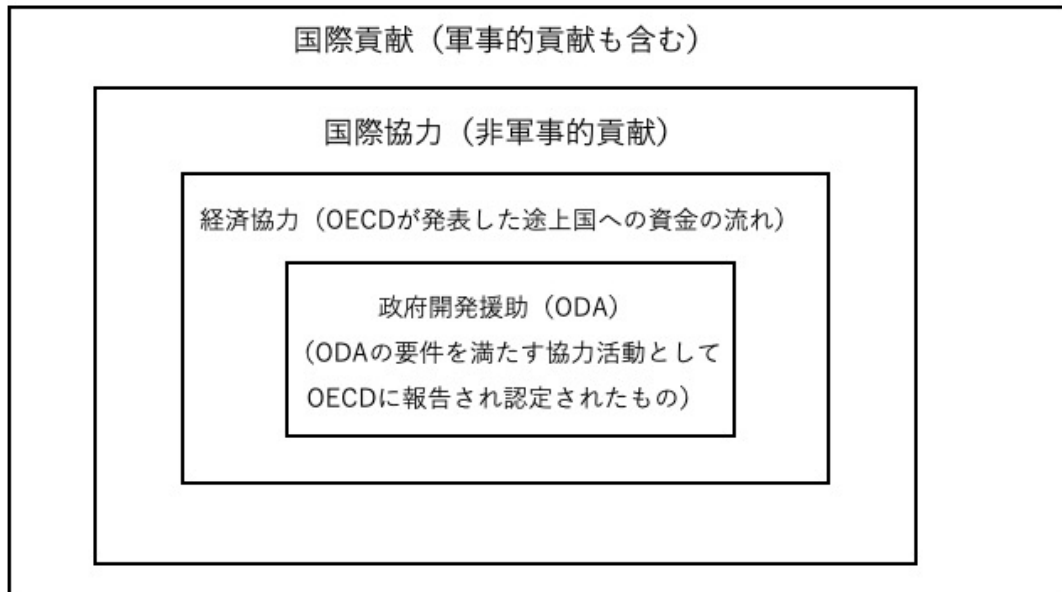 国際貢献（軍事的貢献も含む）
国際協力（非軍事的貢献）
経済協力（OECDが発表した途上国への資金の流れ）
政府開発援助（ODA）
（ODAの要件を満たす協力活動として
OECDに報告され認定されたもの）